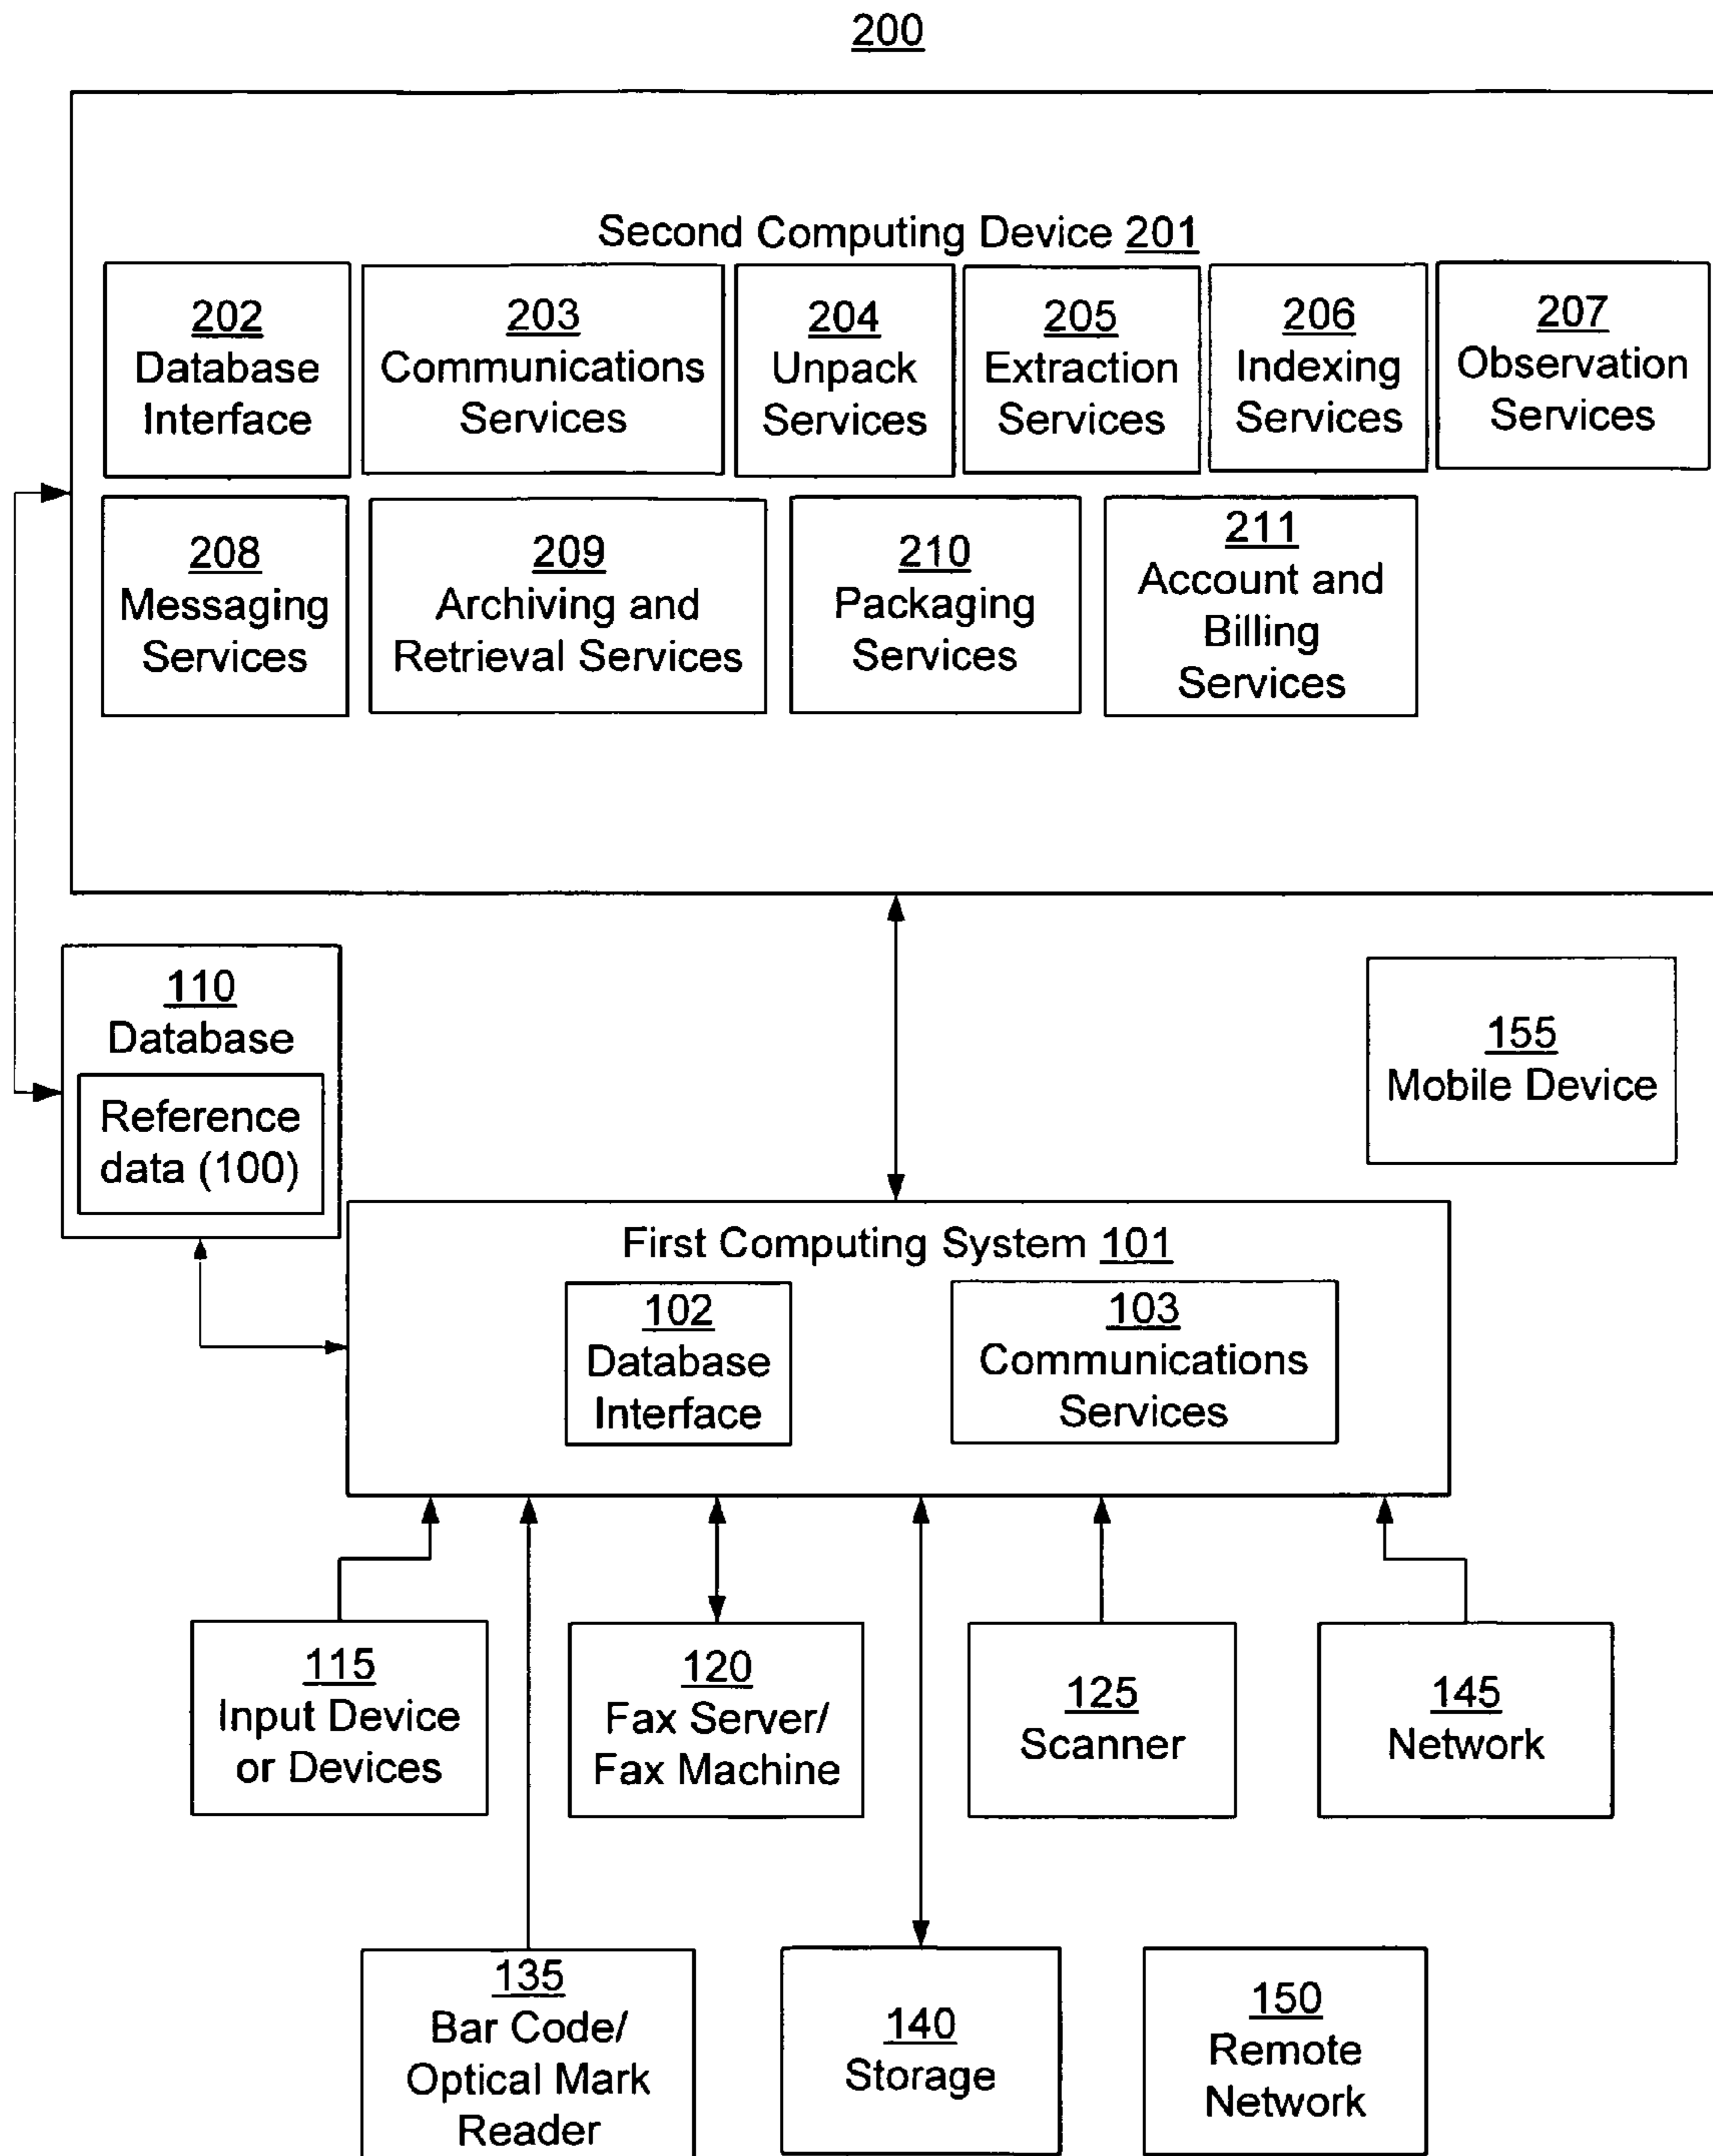 200
Second Computing Device 201
202
Database
Interface
203
Communications
Services
204
Unpack
Services
205
Extraction
Services
206
Indexing
Services
207
Observation
Services
208
Messaging
Services
209
Archiving and
Retrieval Services
210
Packaging
Services
211
Account and
Billing
Services
110
Database
Reference
data (100)
155
Mobile Device
First Computing System 101
102
Database
Interface
103
Communications
Services
115
Input Device
or Devices
120
Fax Server/
Fax Machine
125
Scanner
145
Network
135
Bar Code/
Optical Mark
Reader
140
Storage
150
Remote
Network